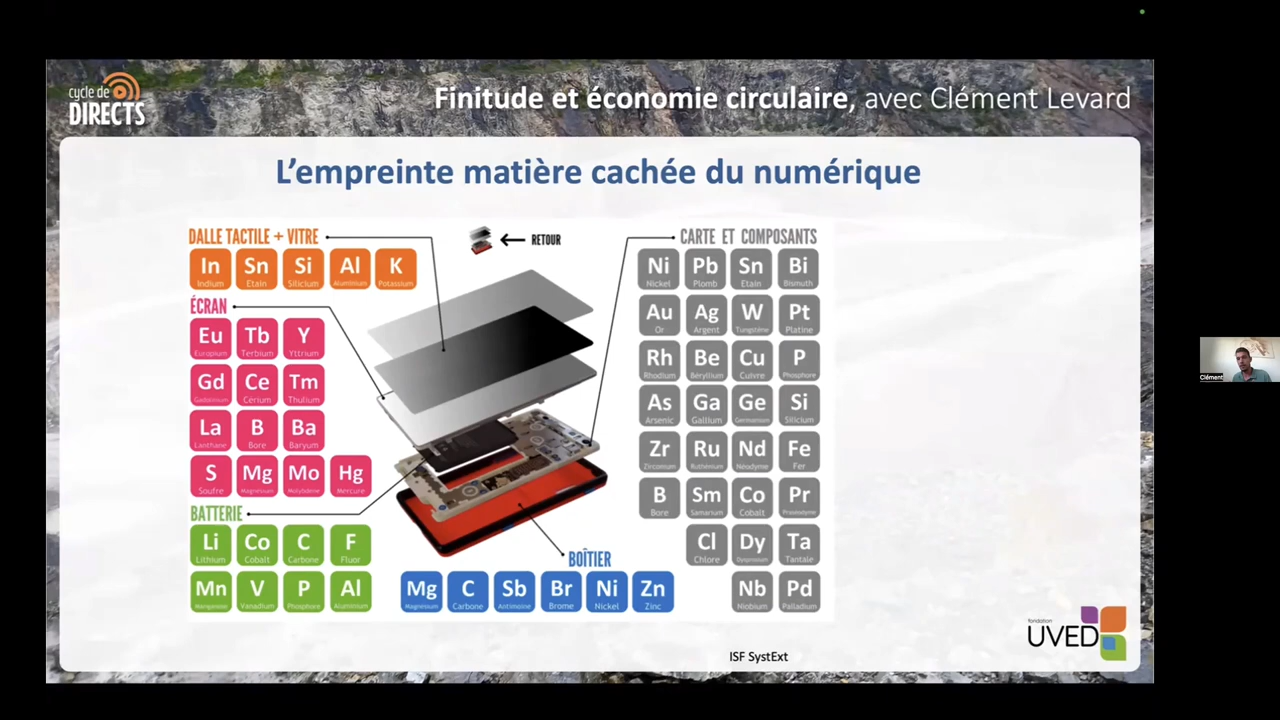 cycle de
DIRECTS
Finitude et économie circulaire, avec Clément Levard
L'empreinte matière cachée du numérique
DALLE TACTILE + VITRE
In Sn Si Al K
Indium Etain Silicium Aluminium Potassium
ÉCRAN
Eu Tb Y
Europium Terbium Yttrium
Gd Ce Tm
Gadolinium Cérium Thulium
La B Ba
Lanthane Bore Baryum
S Mg Mo Hg
Soufre Magnésium Molybdène Mercure
BATTERIE
Li Co C F
Lithium Cobalt Carbone Fluor
Mn V P Al
Manganèse Vanadium Phosphore Aluminium
RETOUR
BOÎTIER
Mg C Sb Br Ni Zn
Magnésium Carbone Antimoine Brome Nickel Zinc
CARTE ET COMPOSANTS
Ni Pb Sn Bi
Nickel Plomb Etain Bismuth
Au Ag W Pt
Or Argent Tungstène Platine
Rh Be Cu P
Rhodium Béryllium Cuivre Phosphore
As Ga Ge Si
Arsenic Gallium Germanium Silicium
Zr Ru Nd Fe
Zirconium Ruthénium Néodyme Fer
B Sm Co Pr
Bore Samarium Cobalt Praséodyme
Cl Dy Ta
Chlore Dysprosium Tantale
Nb Pd
Niobium Palladium
ISF SystExt
fondation
UVED
Clément